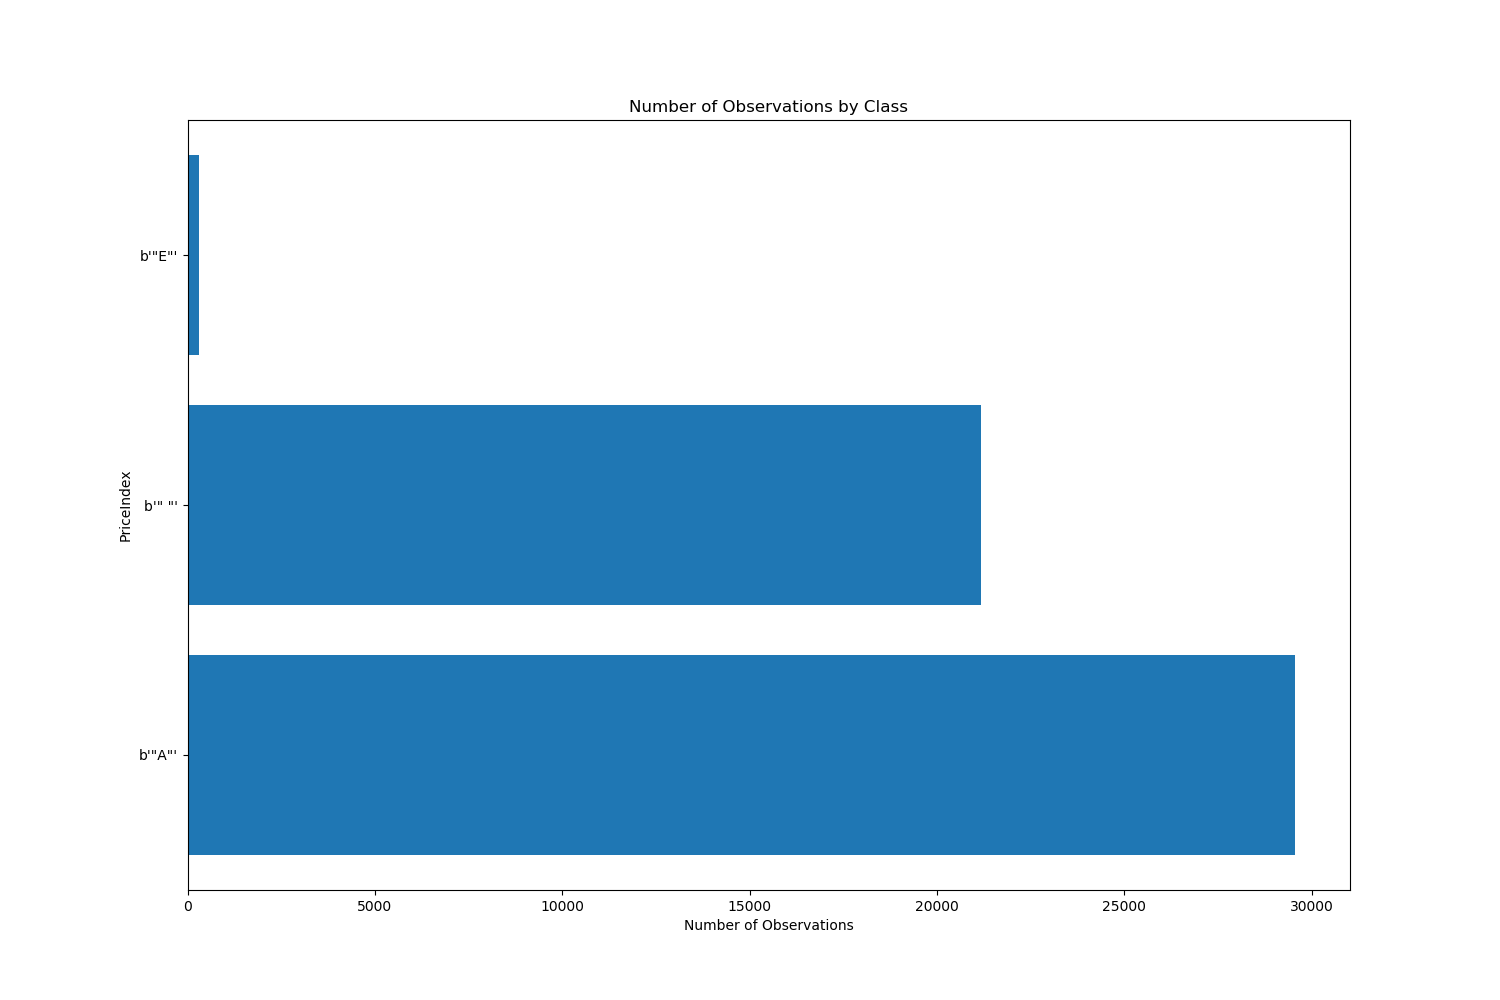 Number of Observations by Class
PriceIndex
b'"E"'
b'" "'
b'"A"'
0 5000 10000 15000 20000 25000 30000
Number of Observations